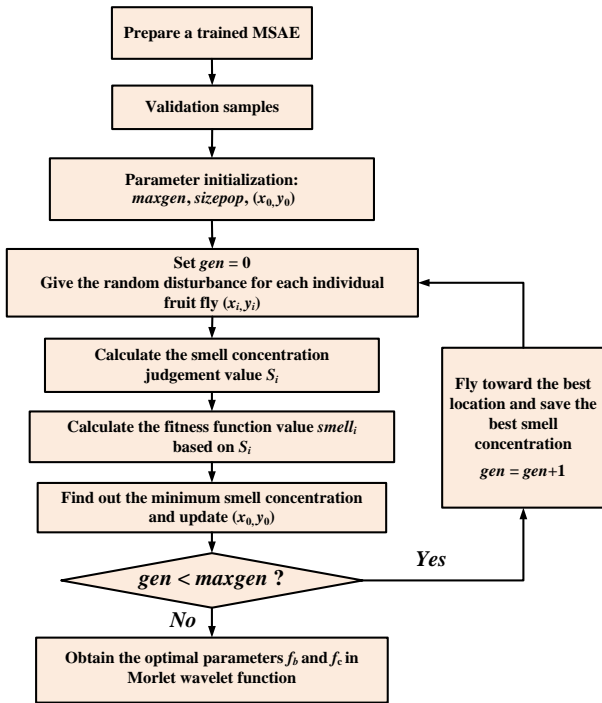 Prepare a trained MSAE
Validation samples
Parameter initialization:
maxgen, sizepop, (x0,y0)
Set gen = 0
Give the random disturbance for each individual
fruit fly (xi,yi)
Calculate the smell concentration
judgement value Si
Calculate the fitness function value smelli
based on Si
Find out the minimum smell concentration
and update (x0,y0)
gen < maxgen ?
Yes
Fly toward the best
location and save the
best smell
concentration
gen = gen+1
No
Obtain the optimal parameters fb and fc in
Morlet wavelet function